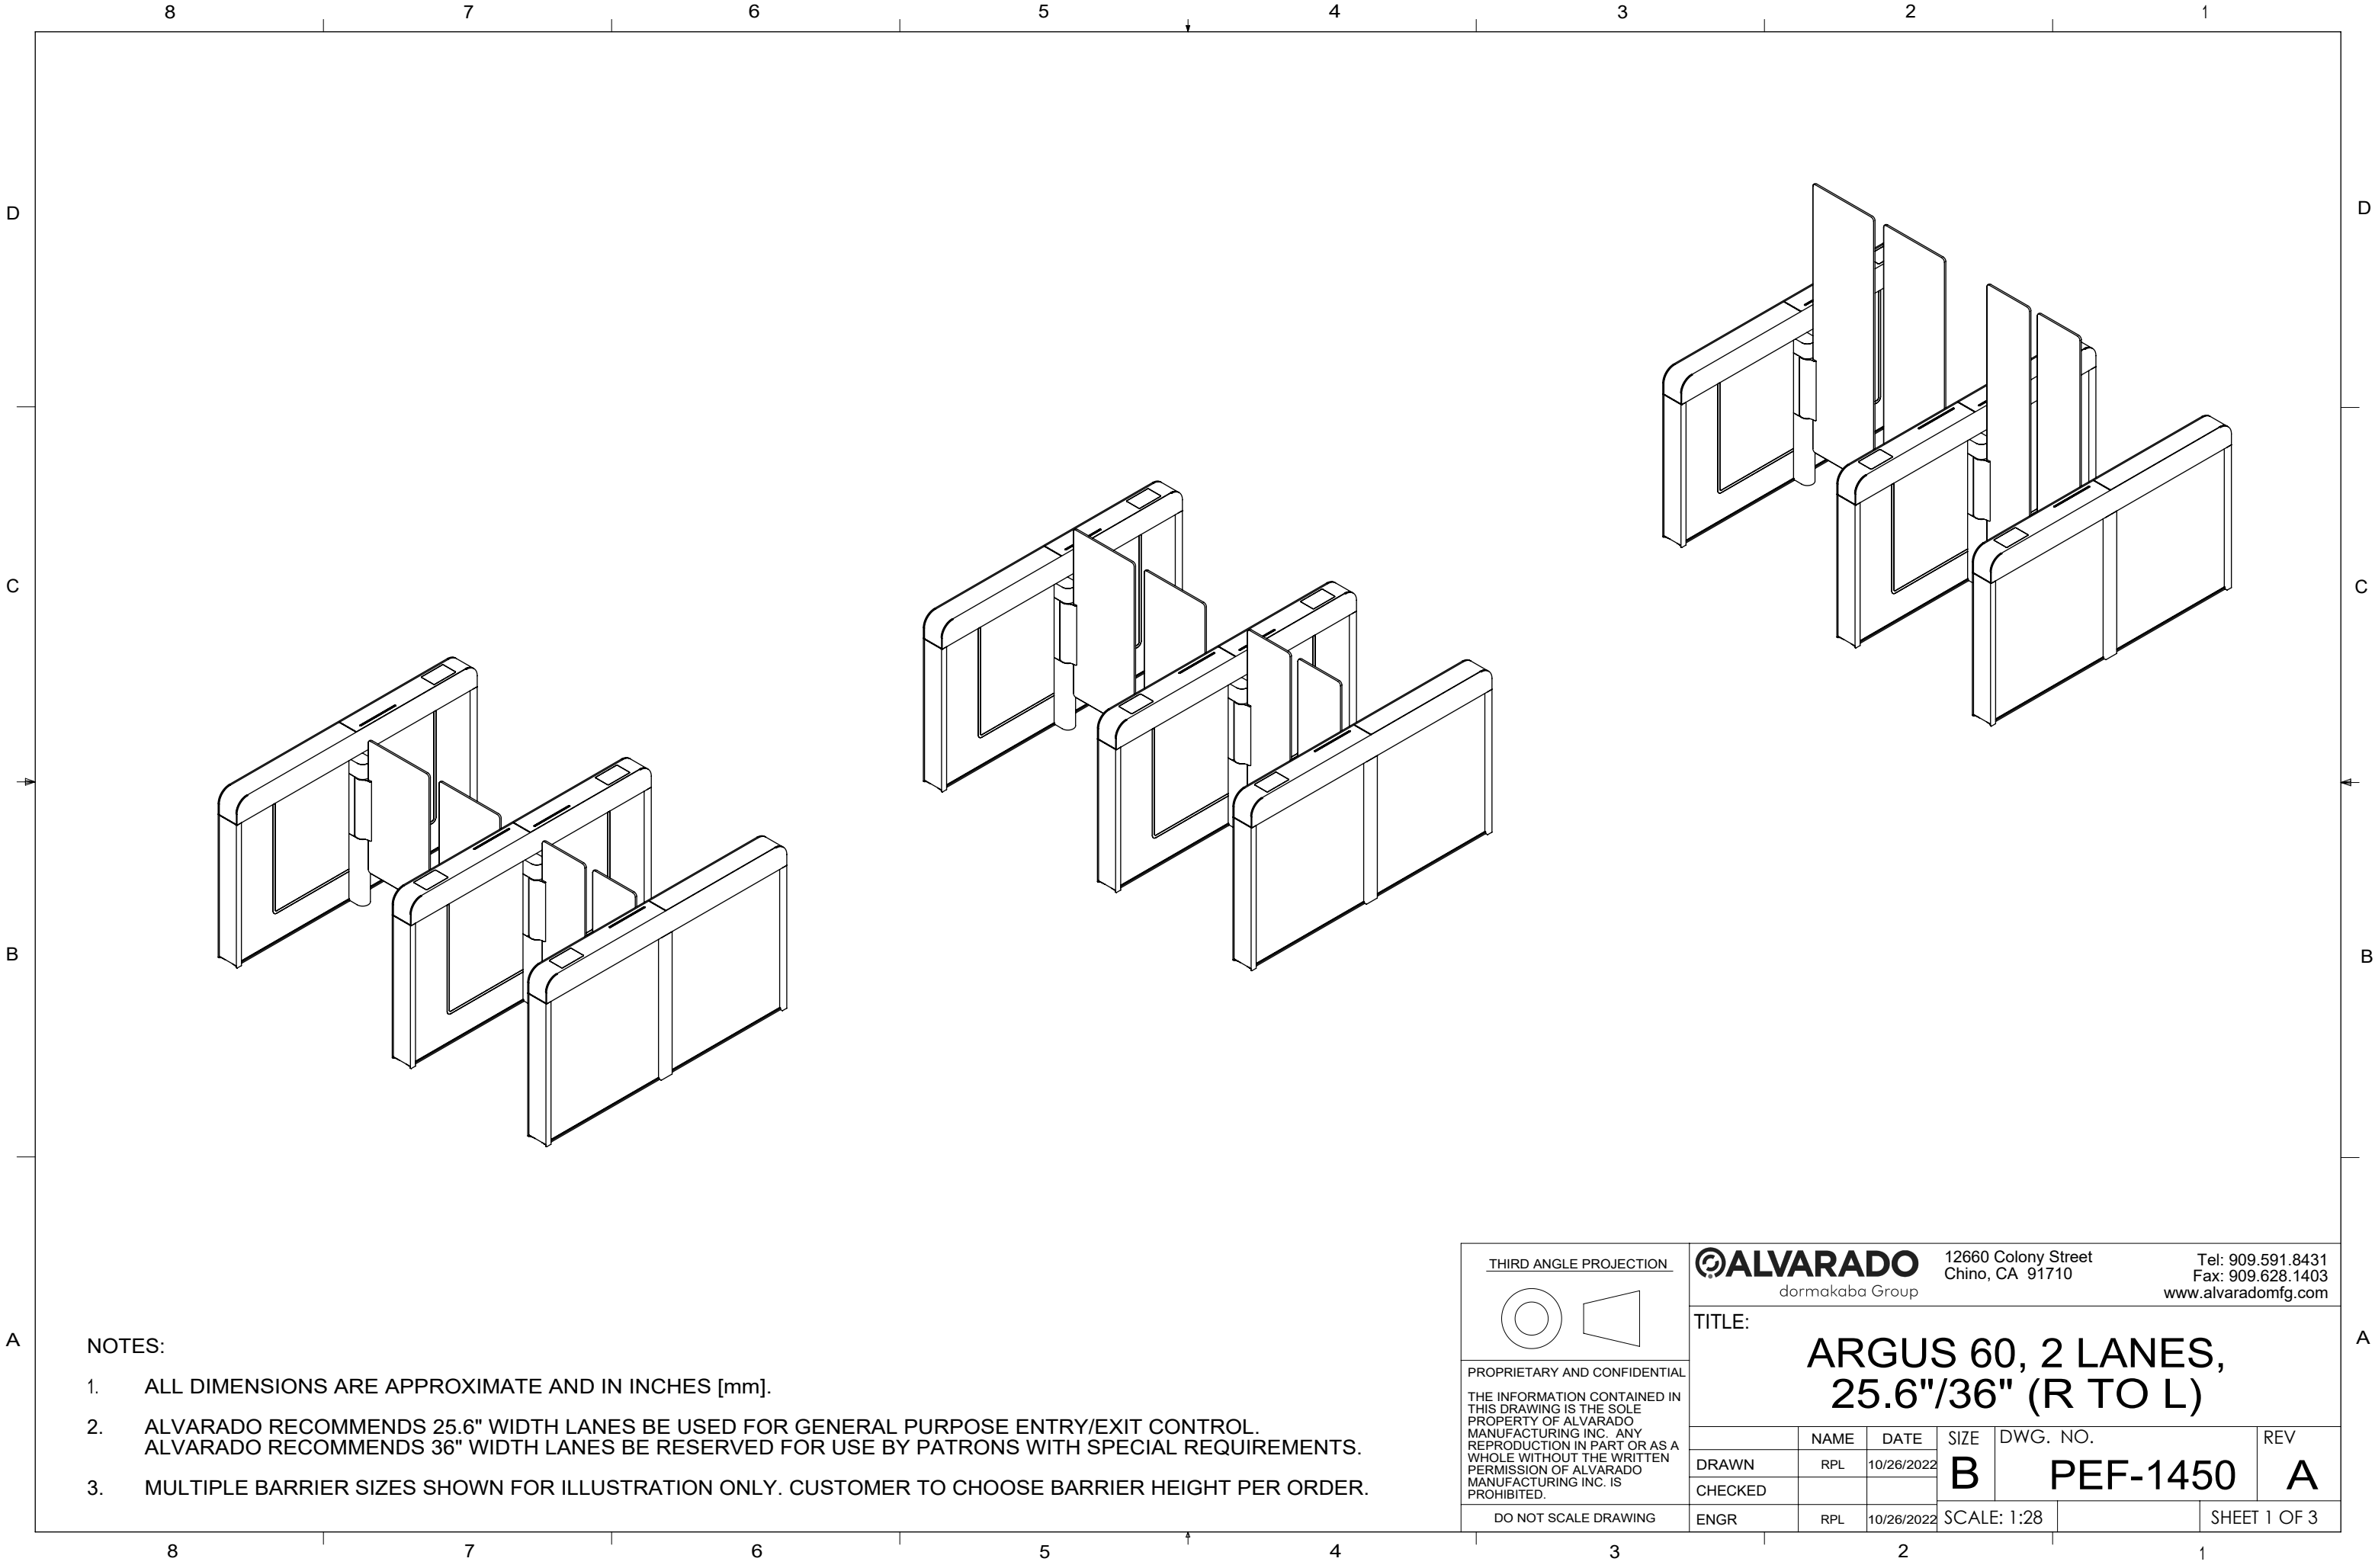 8 7 6 5 4 3 2 1
D D
C C
B B
A A
NOTES:
1. ALL DIMENSIONS ARE APPROXIMATE AND IN INCHES [mm].
2. ALVARADO RECOMMENDS 25.6" WIDTH LANES BE USED FOR GENERAL PURPOSE ENTRY/EXIT CONTROL.
ALVARADO RECOMMENDS 36" WIDTH LANES BE RESERVED FOR USE BY PATRONS WITH SPECIAL REQUIREMENTS.
3. MULTIPLE BARRIER SIZES SHOWN FOR ILLUSTRATION ONLY. CUSTOMER TO CHOOSE BARRIER HEIGHT PER ORDER.
THIRD ANGLE PROJECTION
PROPRIETARY AND CONFIDENTIAL
THE INFORMATION CONTAINED IN
THIS DRAWING IS THE SOLE
PROPERTY OF ALVARADO
MANUFACTURING INC. ANY
REPRODUCTION IN PART OR AS A
WHOLE WITHOUT THE WRITTEN
PERMISSION OF ALVARADO
MANUFACTURING INC. IS
PROHIBITED.
DO NOT SCALE DRAWING
ALVARADO
dormakaba Group
12660 Colony Street
Chino, CA 91710
Tel: 909.591.8431
Fax: 909.628.1403
www.alvaradomfg.com
TITLE:
ARGUS 60, 2 LANES,
25.6"/36" (R TO L)
NAME DATE
DRAWN RPL 10/26/2022
CHECKED
ENGR RPL 10/26/2022
SIZE
B
DWG. NO.
PEF-1450
REV
A
SCALE: 1:28
SHEET 1 OF 3
8 7 6 5 4 3 2 1